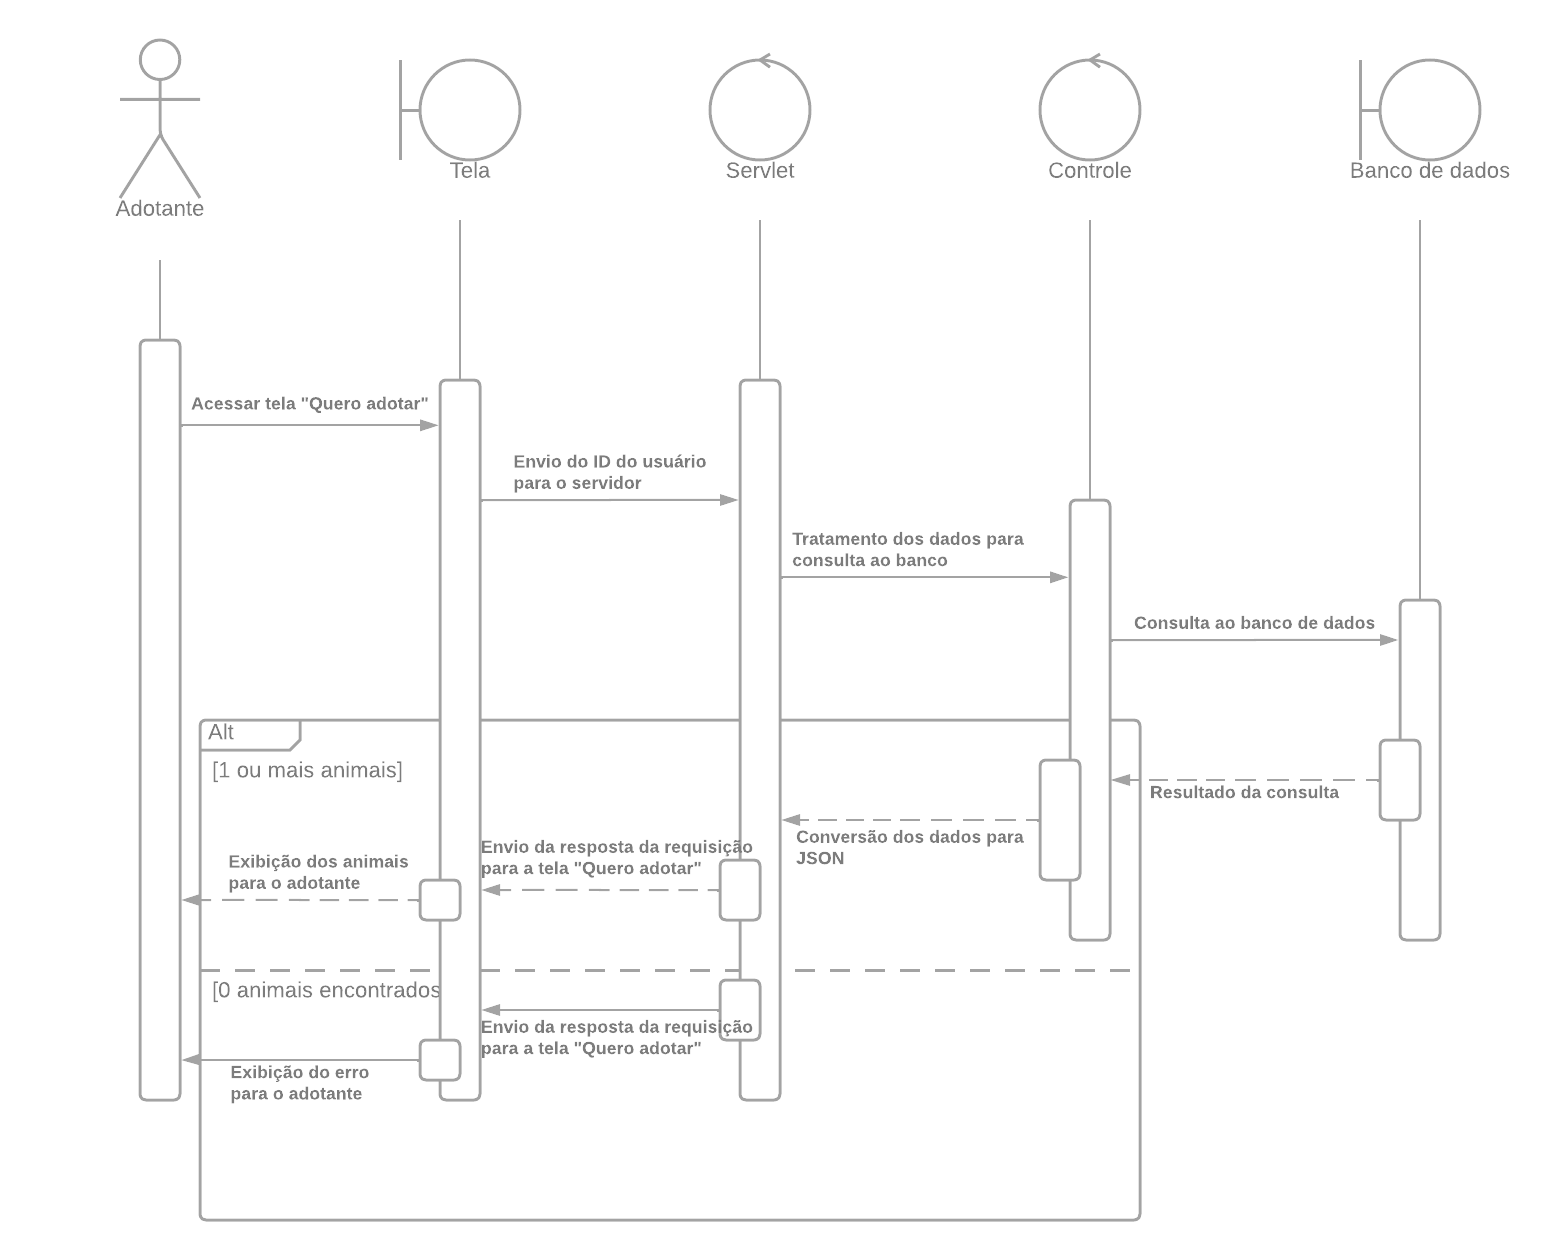 Adotante
Tela
Servlet
Controle
Banco de dados
Acessar tela "Quero adotar"
Envio do ID do usuário
para o servidor
Tratamento dos dados para
consulta ao banco
Consulta ao banco de dados
Alt
[1 ou mais animais]
Resultado da consulta
Conversão dos dados para
JSON
Envio da resposta da requisição
para a tela "Quero adotar"
Exibição dos animais
para o adotante
[0 animais encontrados
Envio da resposta da requisição
para a tela "Quero adotar"
Exibição do erro
para o adotante